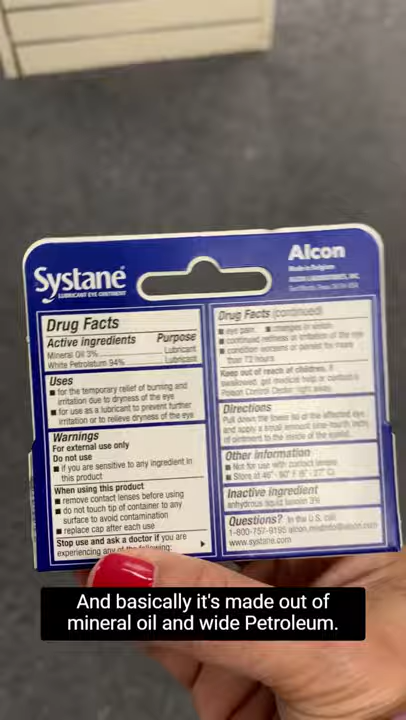 Systane
LUBRICANT EYE OINTMENT
Alcon
Made in Belgium
ALCON LABORATORIES, INC.
Drug Facts
Active ingredients Purpose
Mineral Oil 3% Lubricant
White Petrolatum 94% Lubricant
Uses
■ for the temporary relief of burning and
irritation due to dryness of the eye
■ for use as a lubricant to prevent further
irritation or to relieve dryness of the eye
Warnings
For external use only
Do not use
■ if you are sensitive to any ingredient in
this product
When using this product
■ remove contact lenses before using
■ do not touch tip of container to any
surface to avoid contamination
■ replace cap after each use
Stop use and ask a doctor if you are
experiencing any of the following:
Drug Facts (continued)
■ eye pain ■ changes in vision
■ continued redness or irritation of the eye
■ condition worsens or persists for more
than 72 hours
Keep out of reach of children. If
swallowed, get medical help or contact a
Poison Control Center right away.
Directions
Pull down the lower lid of the affected eye
and apply a small amount (one-fourth inch)
of ointment to the inside of the eyelid.
Other information
■ Not for use with contact lenses
■ Store at 46° - 80° F (8° - 27° C)
Inactive ingredient
anhydrous liquid lanolin 3%
Questions? In the U.S. call
1-800-757-9195 alcon.medinfo@alcon.com
www.systane.com
And basically it's made out of
mineral oil and wide Petroleum.